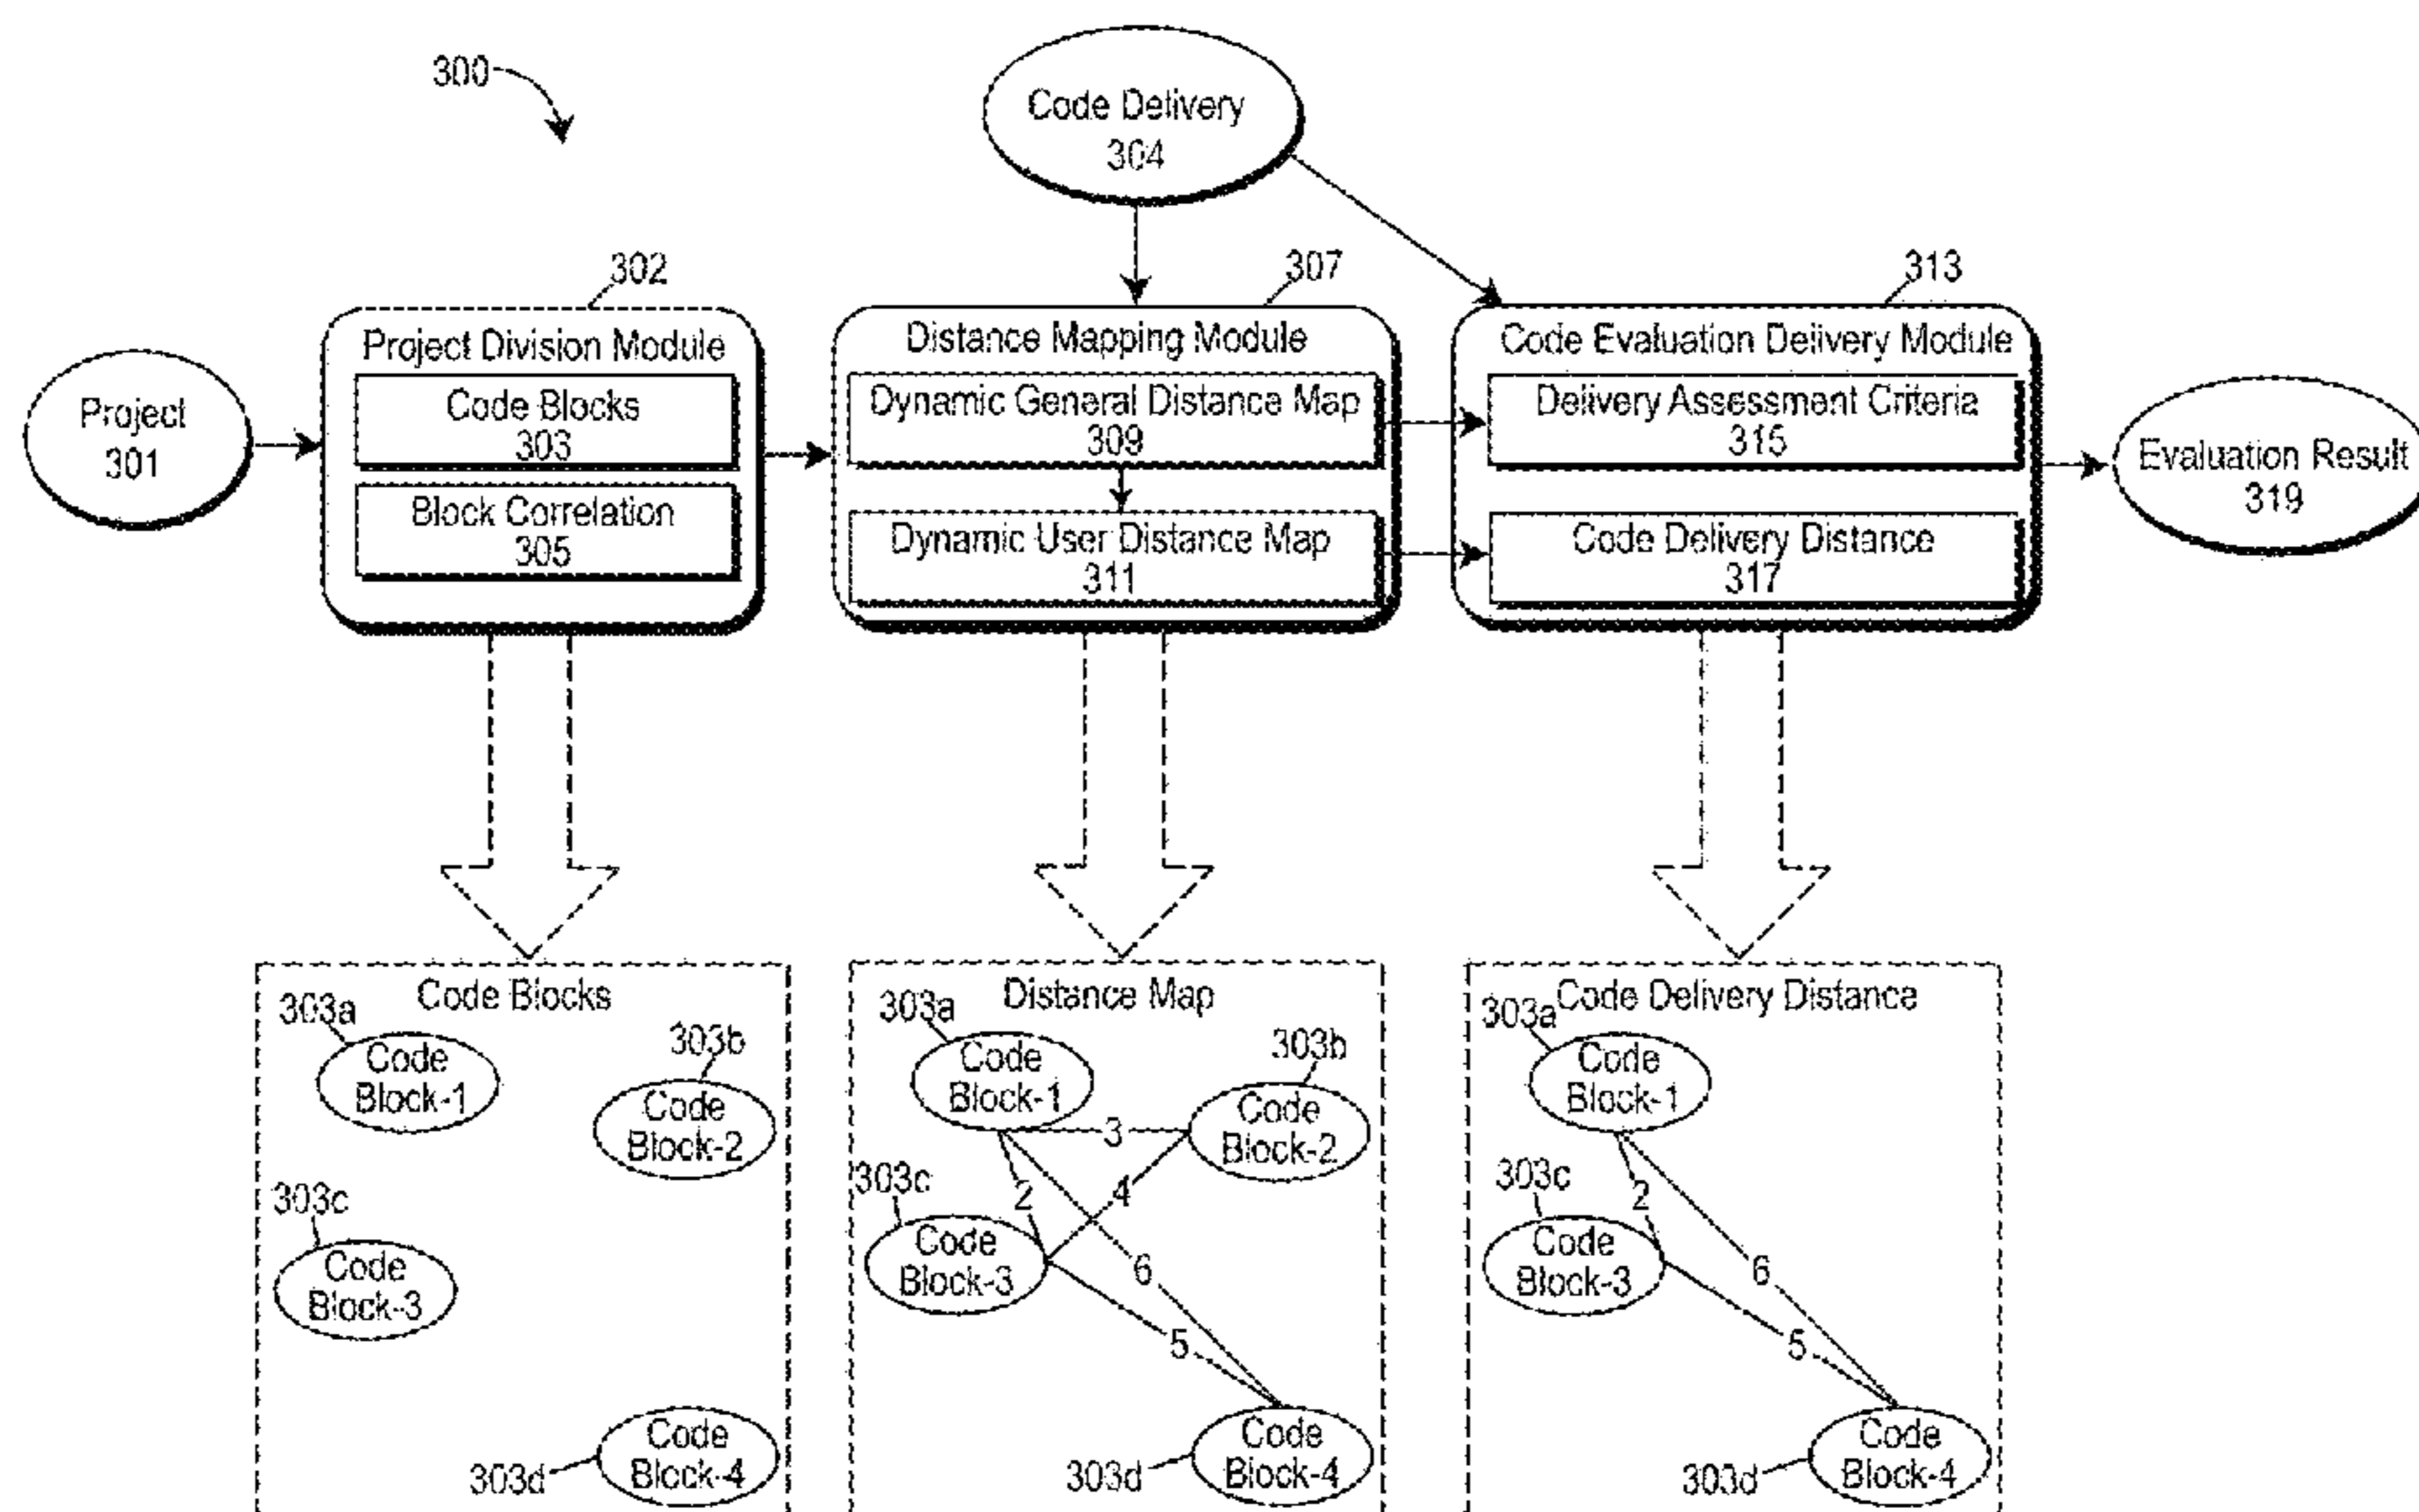 300
Code Delivery
304
302
307
313
Project
301
Project Division Module
Code Blocks
303
Block Correlation
305
Distance Mapping Module
Dynamic General Distance Map
309
Dynamic User Distance Map
311
Code Evaluation Delivery Module
Delivery Assessment Criteria
315
Code Delivery Distance
317
Evaluation Result
319
Code Blocks
303a
Code
Block-1
303b
Code
Block-2
303c
Code
Block-3
303d
Code
Block-4
Distance Map
303a
Code
Block-1
303b
Code
Block-2
3
303c
2
4
Code
Block-3
6
5
303d
Code
Block-4
Code Delivery Distance
303a
Code
Block-1
303c
2
Code
Block-3
6
5
303d
Code
Block-4